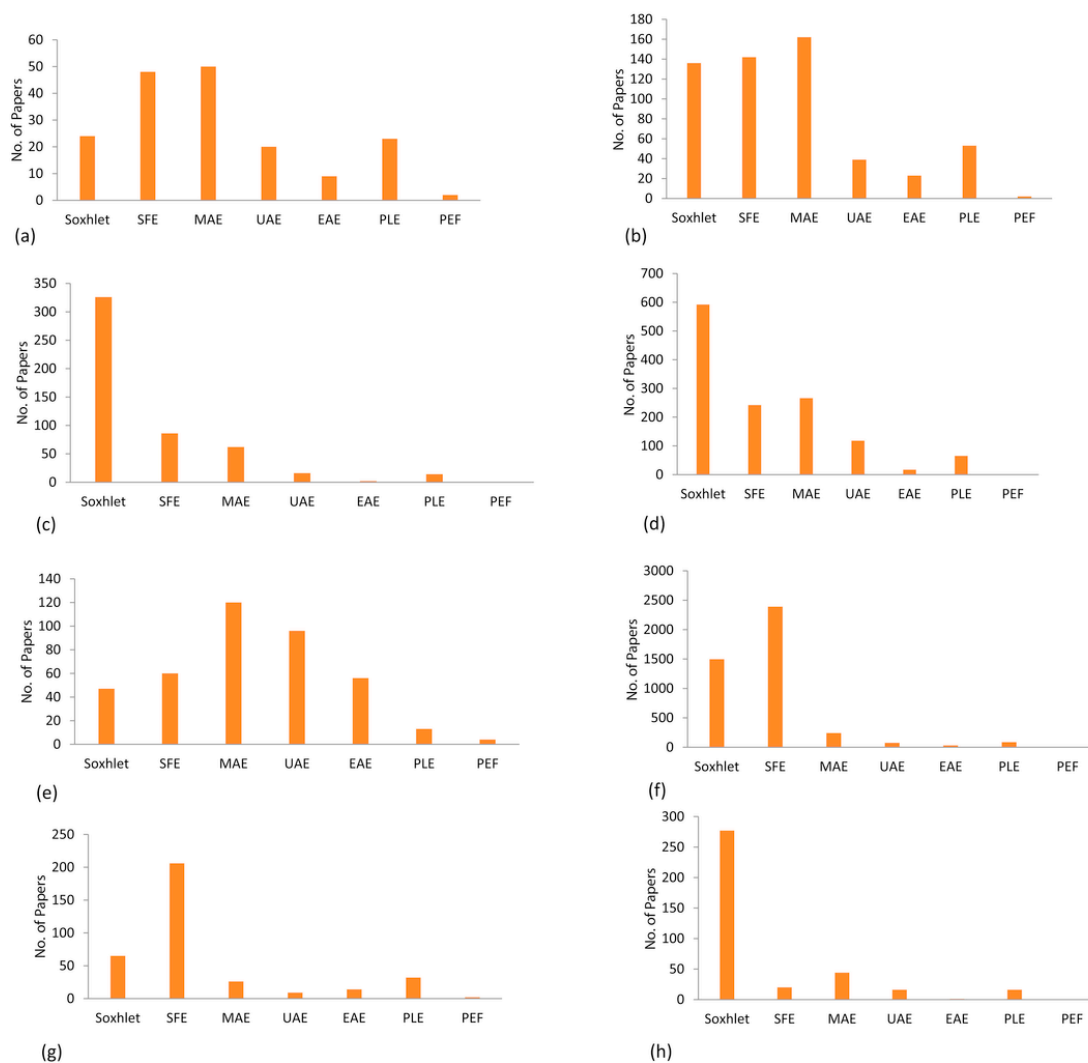 No. of Papers
60
50
40
30
20
10
0
Soxhlet SFE MAE UAE EAE PLE PEF
(a)
No. of Papers
180
160
140
120
100
80
60
40
20
0
Soxhlet SFE MAE UAE EAE PLE PEF
(b)
No. of Papers
350
300
250
200
150
100
50
0
Soxhlet SFE MAE UAE EAE PLE PEF
(c)
No. of Papers
700
600
500
400
300
200
100
0
Soxhlet SFE MAE UAE EAE PLE PEF
(d)
No. of Papers
140
120
100
80
60
40
20
0
Soxhlet SFE MAE UAE EAE PLE PEF
(e)
No. of Papers
3000
2500
2000
1500
1000
500
0
Soxhlet SFE MAE UAE EAE PLE PEF
(f)
No. of Papers
250
200
150
100
50
0
Soxhlet SFE MAE UAE EAE PLE PEF
(g)
No. of Papers
300
250
200
150
100
50
0
Soxhlet SFE MAE UAE EAE PLE PEF
(h)